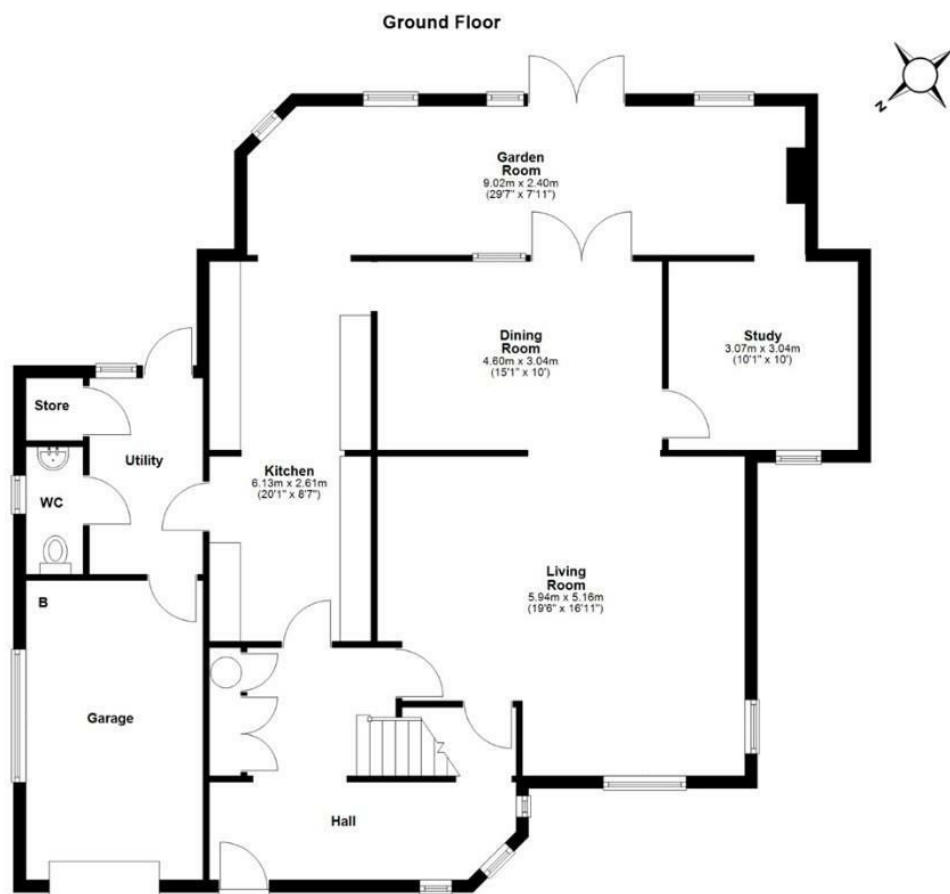 Ground Floor
N
Garden
Room
9.02m x 2.40m
(29'7" x 7'11")
Dining
Room
4.60m x 3.04m
(15'1" x 10')
Study
3.07m x 3.04m
(10'1" x 10')
Store
Utility
WC
Kitchen
6.13m x 2.61m
(20'1" x 8'7")
Living
Room
5.94m x 5.16m
(19'6" x 16'11")
B
Garage
Hall